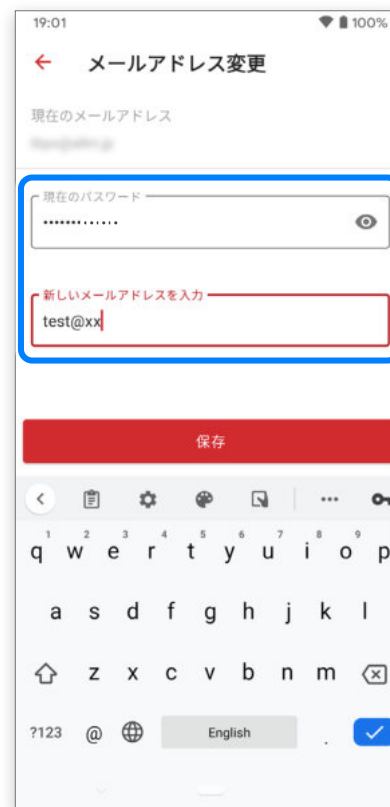 19:01 100%
メールアドレス変更
現在のメールアドレス
現在のパスワード
新しいメールアドレスを入力
test@xx
保存
1 2 3 4 5 6 7 8 9
q w e r t y u i o p
a s d f g h j k l
z x c v b n m
?123 @ English .